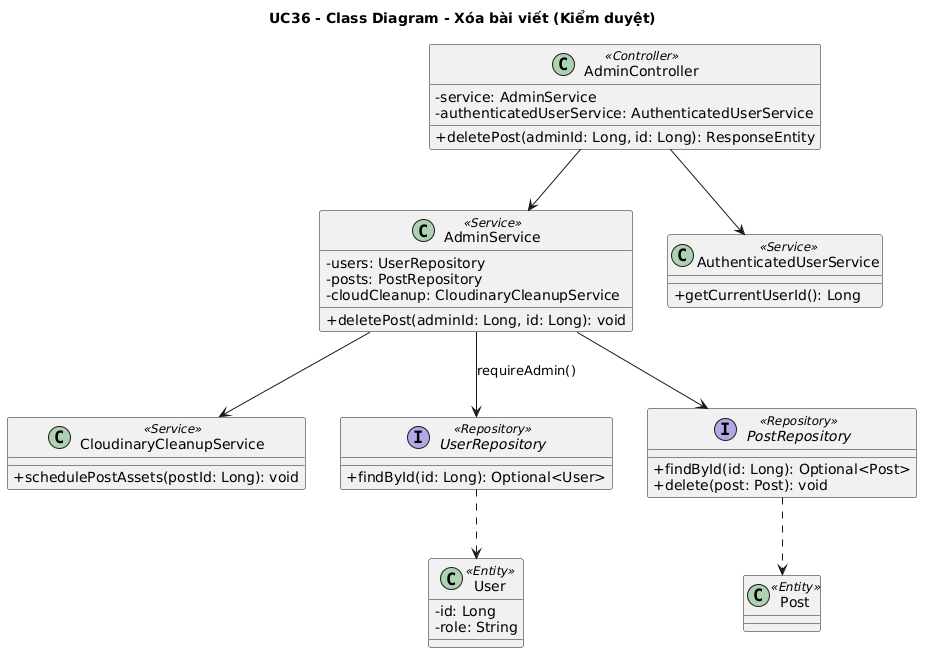 UC36 - Class Diagram - Xóa bài viết (Kiểm duyệt)
C
«Controller»
AdminController
-service: AdminService
-authenticatedUserService: AuthenticatedUserService
+deletePost(adminId: Long, id: Long): ResponseEntity
C
«Service»
AdminService
-users: UserRepository
-posts: PostRepository
-cloudCleanup: CloudinaryCleanupService
+deletePost(adminId: Long, id: Long): void
C
«Service»
AuthenticatedUserService
+getCurrentUserId(): Long
requireAdmin()
C
«Service»
CloudinaryCleanupService
+schedulePostAssets(postId: Long): void
I
«Repository»
UserRepository
+findById(id: Long): Optional<User>
I
«Repository»
PostRepository
+findById(id: Long): Optional<Post>
+delete(post: Post): void
C
«Entity»
User
-id: Long
-role: String
C
«Entity»
Post